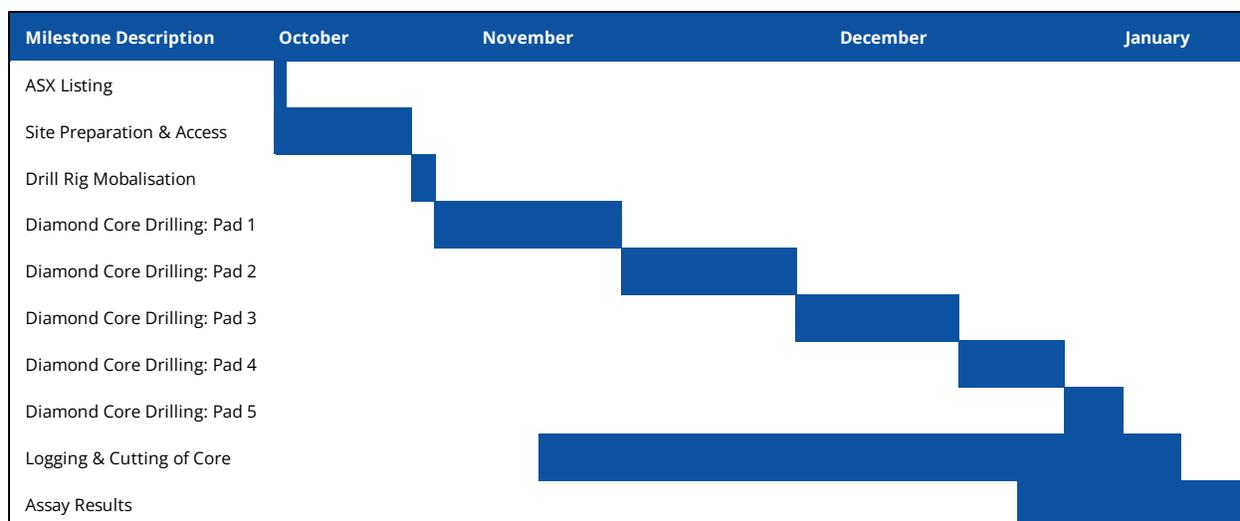 Milestone Description October November December January
ASX Listing
Site Preparation & Access
Drill Rig Mobalisation
Diamond Core Drilling: Pad 1
Diamond Core Drilling: Pad 2
Diamond Core Drilling: Pad 3
Diamond Core Drilling: Pad 4
Diamond Core Drilling: Pad 5
Logging & Cutting of Core
Assay Results